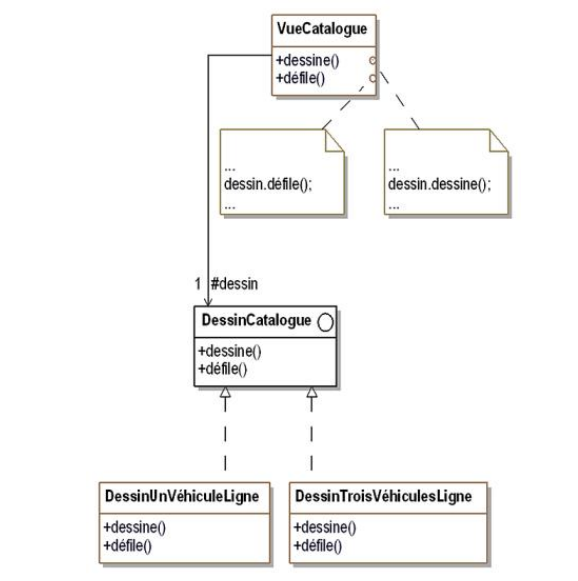 VueCatalogue
+dessine()
+défile()
...
dessin.défile();
...
...
dessin.dessine();
...
1 #dessin
DessinCatalogue
+dessine()
+défile()
DessinUnVéhiculeLigne
+dessine()
+défile()
DessinTroisVéhiculesLigne
+dessine()
+défile()